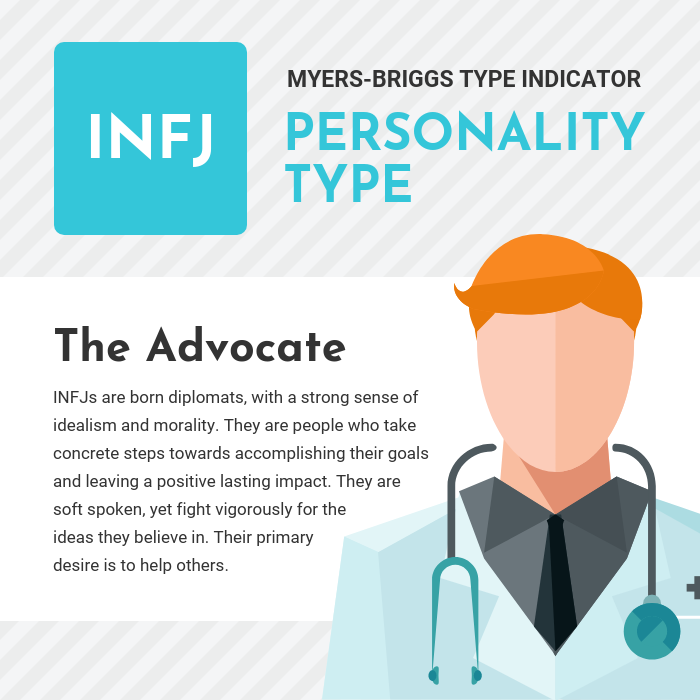 INFJ
MYERS-BRIGGS TYPE INDICATOR
PERSONALITY
TYPE
The Advocate
INFJs are born diplomats, with a strong sense of
idealism and morality. They are people who take
concrete steps towards accomplishing their goals
and leaving a positive lasting impact. They are
soft spoken, yet fight vigorously for the
ideas they believe in. Their primary
desire is to help others.